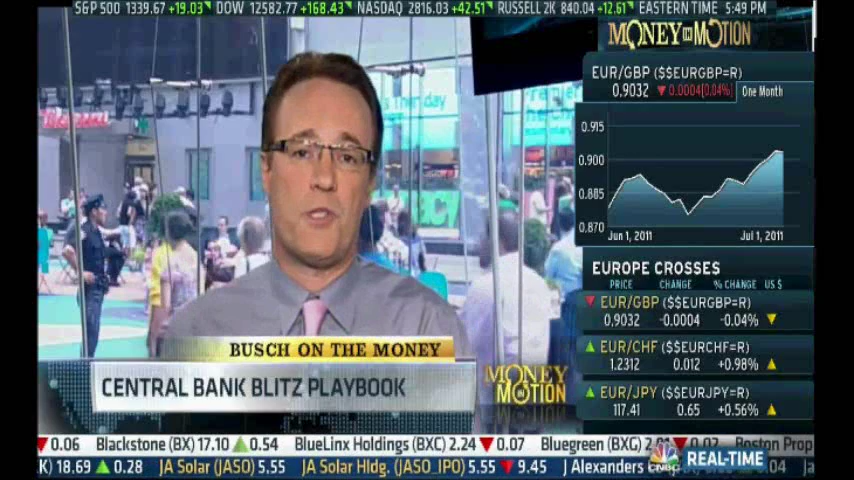 S&P 500 1339.67 +19.03 DOW 12582.77 +168.43 NASDAQ 2816.03 +42.51 RUSSELL 2K 840.04 +12.61 EASTERN TIME 5:49 PM
MONEY IN MOTION
EUR/GBP ($$EURGBP=R)
0.9032 0.0004[0.04%] One Month
0.915
0.900
0.885
0.870
Jun 1, 2011 Jul 1, 2011
EUROPE CROSSES
PRICE CHANGE % CHANGE US $
EUR/GBP ($$EURGBP=R)
0.9032 -0.0004 -0.04%
EUR/CHF ($$EURCHF=R)
1.2312 0.012 +0.98%
EUR/JPY ($$EURJPY=R)
117.41 0.65 +0.56%
BUSCH ON THE MONEY
CENTRAL BANK BLITZ PLAYBOOK
MONEY IN MOTION
0.06 Blackstone (BX) 17.10 0.54 BlueLinx Holdings (BXC) 2.24 0.07 Bluegreen (BXG) 0.02 Boston Prop
K) 18.69 0.28 JA Solar (JASO) 5.55 JA Solar Hldg. (JASO_IPO) 5.55 9.45 J Alexanders
CNBC REAL-TIME